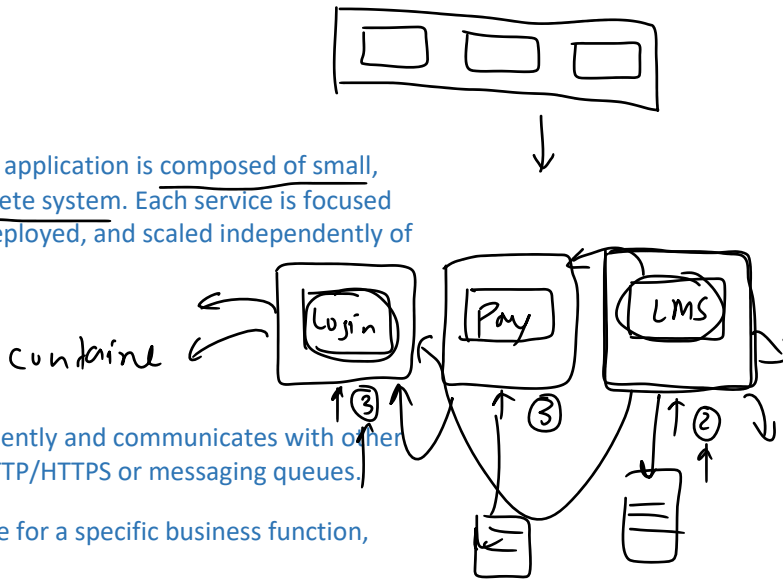 application is composed of small,
ete system. Each service is focused
eployed, and scaled independently of
Login Pay LMS
containe
3 3 2
ently and communicates with other
TP/HTTPS or messaging queues.
e for a specific business function,